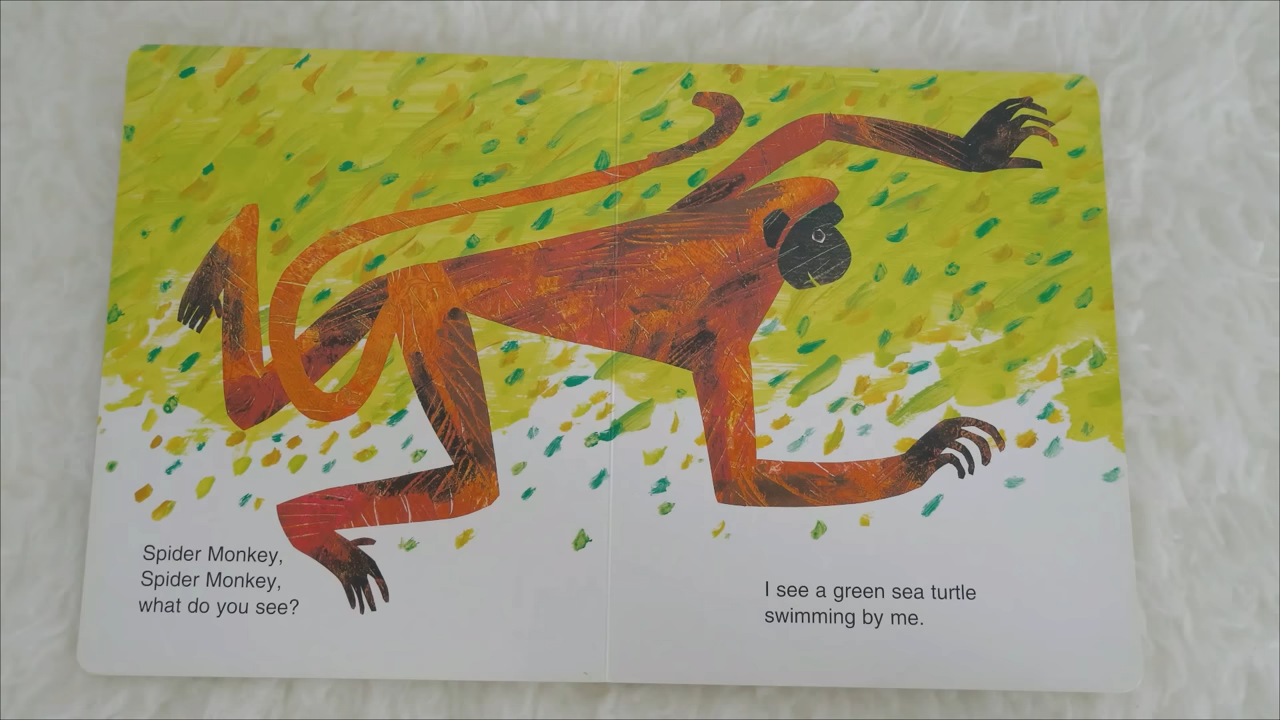 Spider Monkey,
Spider Monkey,
what do you see?
I see a green sea turtle
swimming by me.